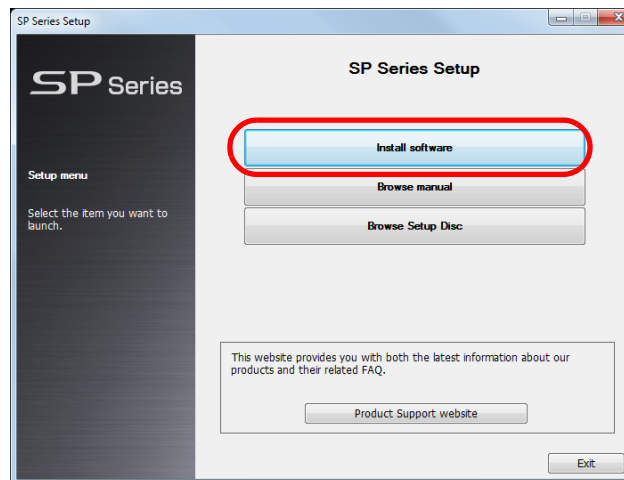 SP Series Setup
SP Series
Setup menu
Select the item you want to
launch.
SP Series Setup
Install software
Browse manual
Browse Setup Disc
This website provides you with both the latest information about our
products and their related FAQ.
Product Support website
Exit